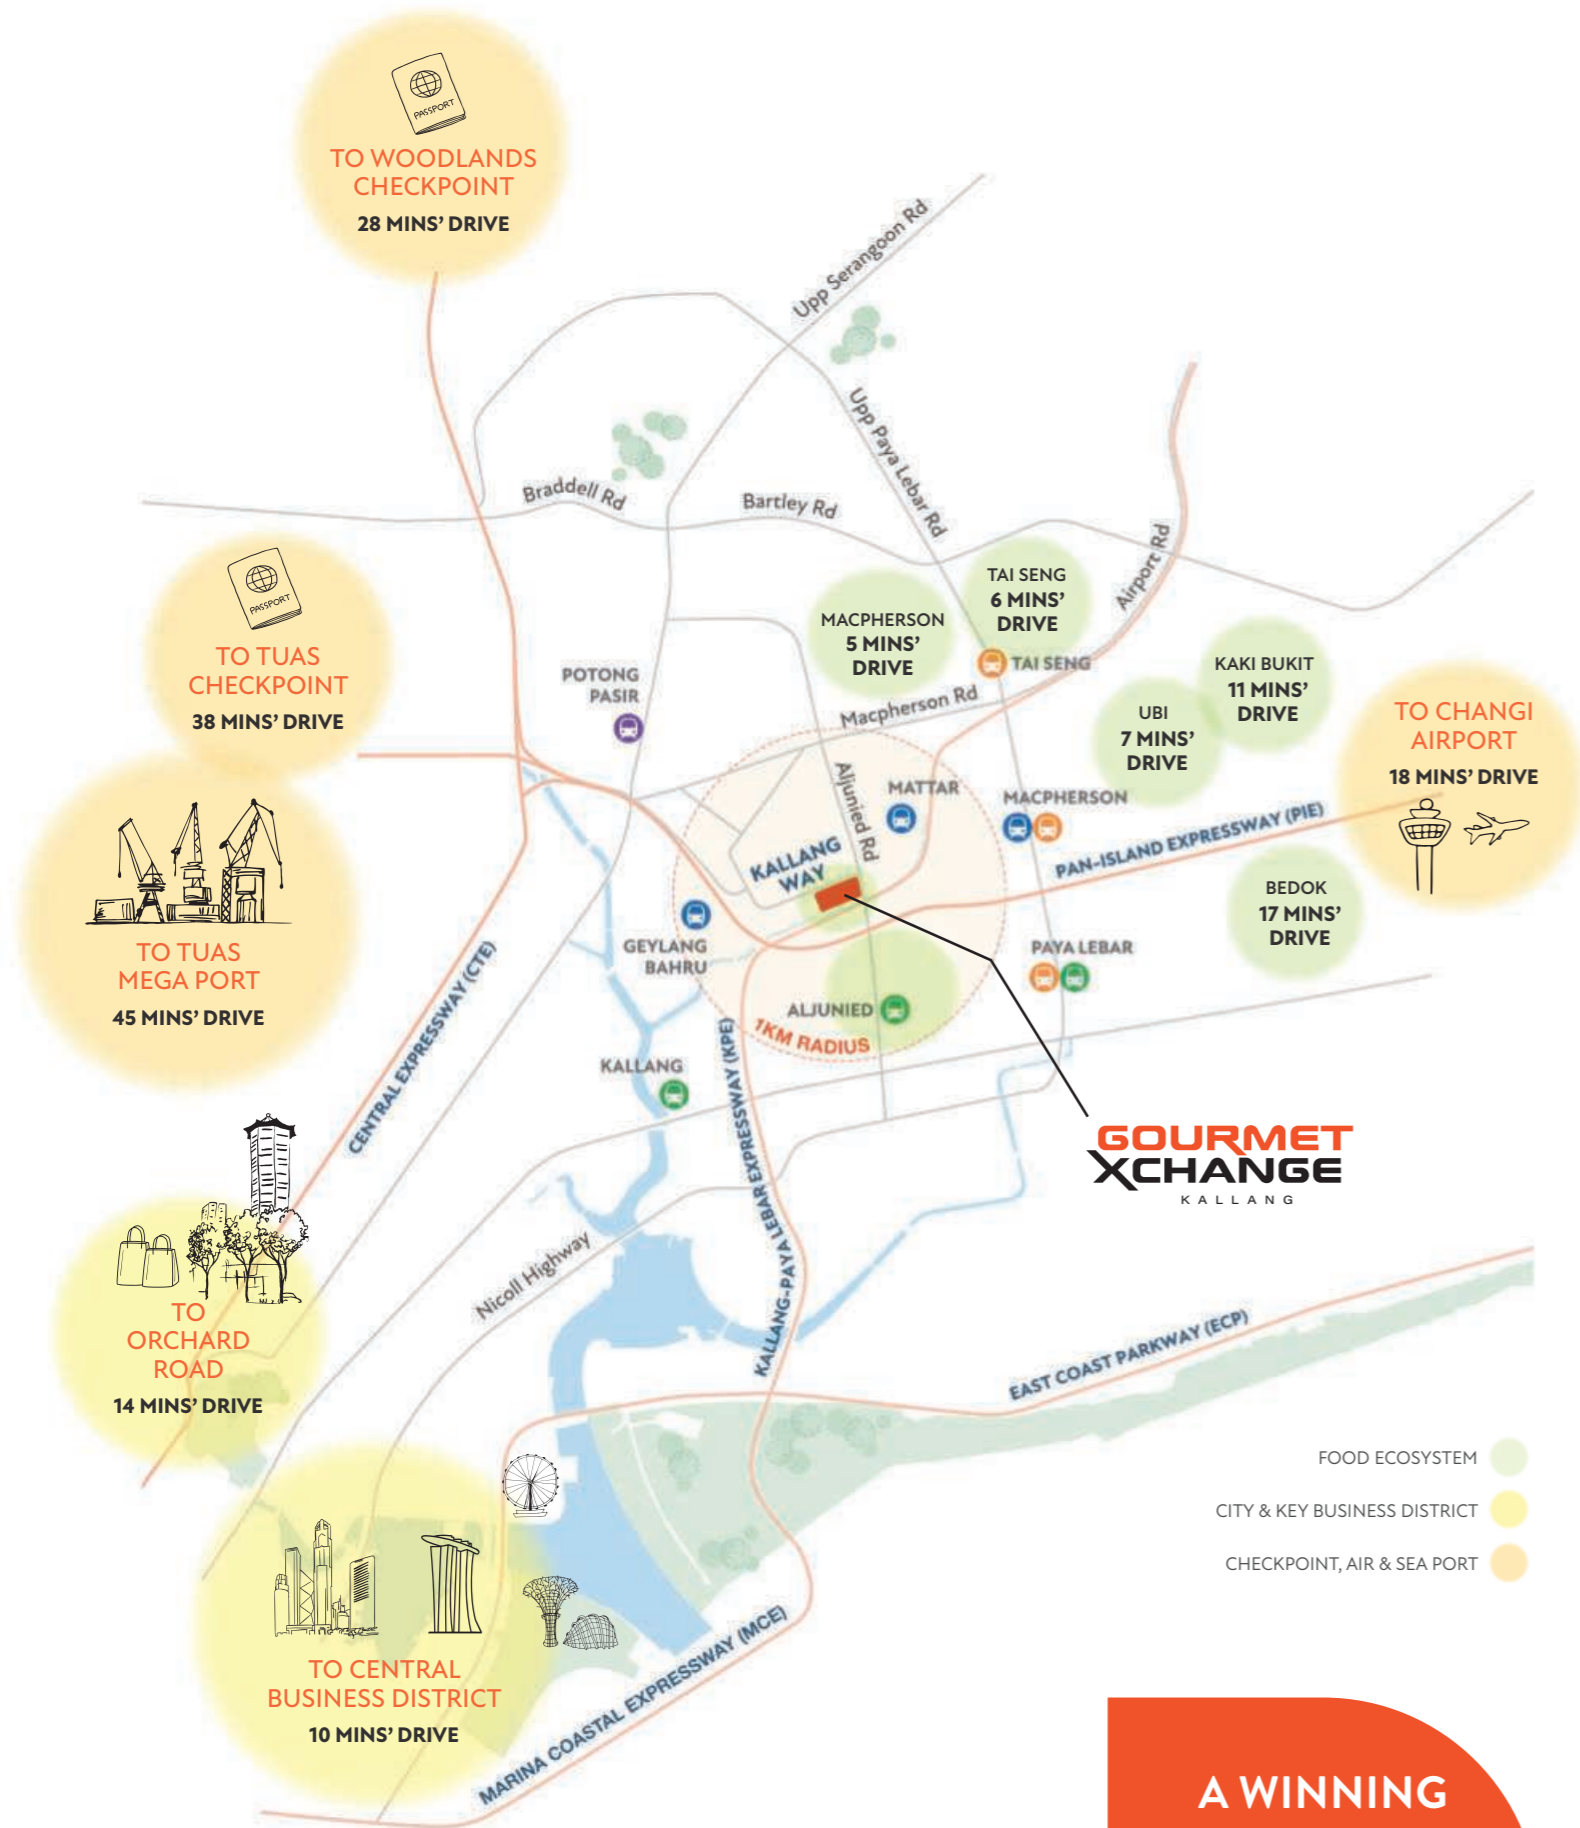 PASSPORT
TO WOODLANDS
CHECKPOINT
28 MINS' DRIVE
Upp Serangoon Rd
Upp Paya Lebar Rd
Braddell Rd
Bartley Rd
Airport Rd
PASSPORT
TO TUAS
CHECKPOINT
38 MINS' DRIVE
TAI SENG
6 MINS'
DRIVE
MACPHERSON
5 MINS'
DRIVE
TAI SENG
KAKI BUKIT
11 MINS'
DRIVE
UBI
7 MINS'
DRIVE
TO CHANGI
AIRPORT
18 MINS' DRIVE
POTONG
PASIR
Macpherson Rd
Aljunied Rd
MATTAR
MACPHERSON
PAN-ISLAND EXPRESSWAY (PIE)
KALLANG
WAY
BEDOK
17 MINS'
DRIVE
GEYLANG
BAHRU
PAYA LEBAR
TO TUAS
MEGA PORT
45 MINS' DRIVE
CENTRAL EXPRESSWAY (CTE)
ALJUNIED
1KM RADIUS
KALLANG
KALLANG-PAYA LEBAR EXPRESSWAY (KPE)
GOURMET
XCHANGE
KALLANG
Nicoll Highway
TO
ORCHARD
ROAD
14 MINS' DRIVE
EAST COAST PARKWAY (ECP)
FOOD ECOSYSTEM
CITY & KEY BUSINESS DISTRICT
CHECKPOINT, AIR & SEA PORT
TO CENTRAL
BUSINESS DISTRICT
10 MINS' DRIVE
MARINA COASTAL EXPRESSWAY (MCE)
A WINNING